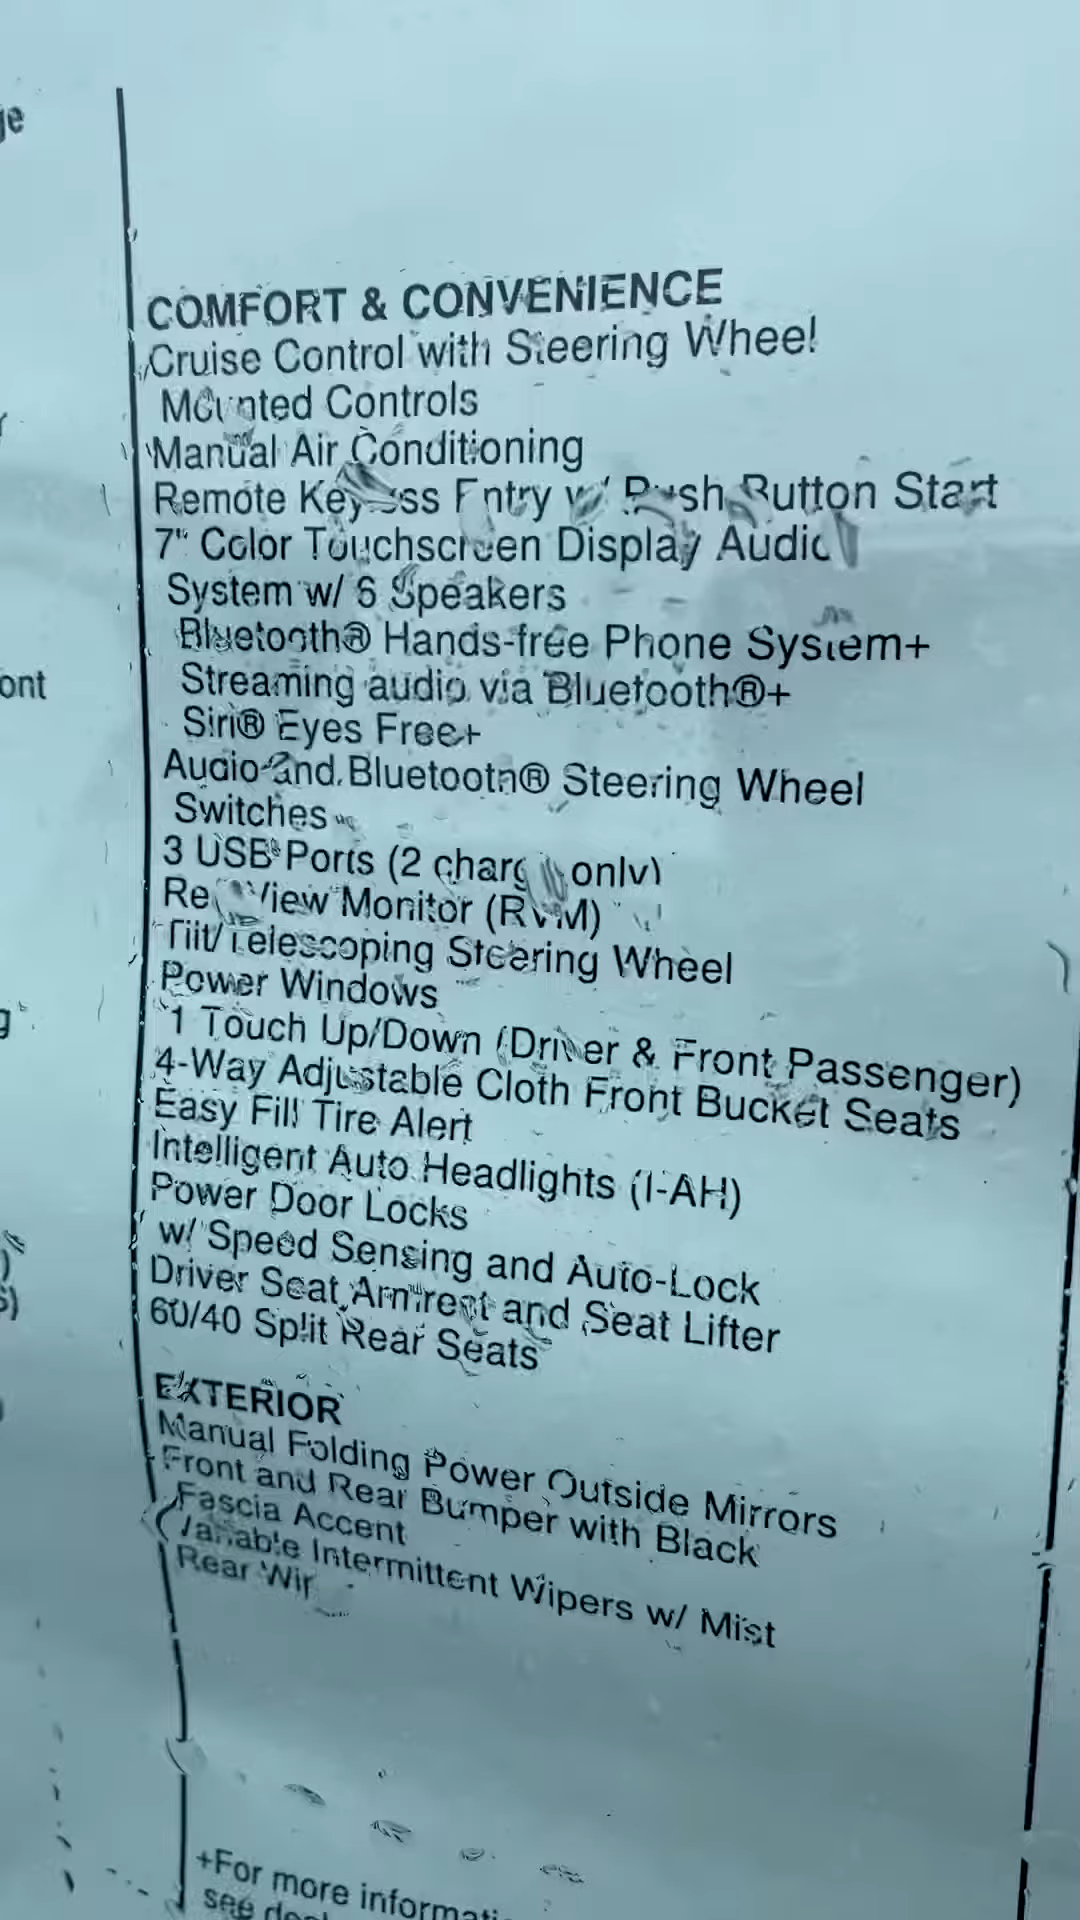 COMFORT & CONVENIENCE
Cruise Control with Steering Wheel
Mounted Controls
Manual Air Conditioning
Remote Keyless Entry w/ Push Button Start
7" Color Touchscreen Display Audio
System w/ 6 Speakers
Bluetooth® Hands-free Phone System+
Streaming audio via Bluetooth®+
Siri® Eyes Free+
Audio and Bluetooth® Steering Wheel
Switches
3 USB Ports (2 charge only)
Rear View Monitor (RVM)
Tilt/Telescoping Steering Wheel
Power Windows
1 Touch Up/Down (Driver & Front Passenger)
4-Way Adjustable Cloth Front Bucket Seats
Easy Fill Tire Alert
Intelligent Auto Headlights (I-AH)
Power Door Locks
w/ Speed Sensing and Auto-Lock
Driver Seat Armrest and Seat Lifter
60/40 Split Rear Seats
EXTERIOR
Manual Folding Power Outside Mirrors
Front and Rear Bumper with Black
Fascia Accent
Variable Intermittent Wipers w/ Mist
Rear
+For more
see